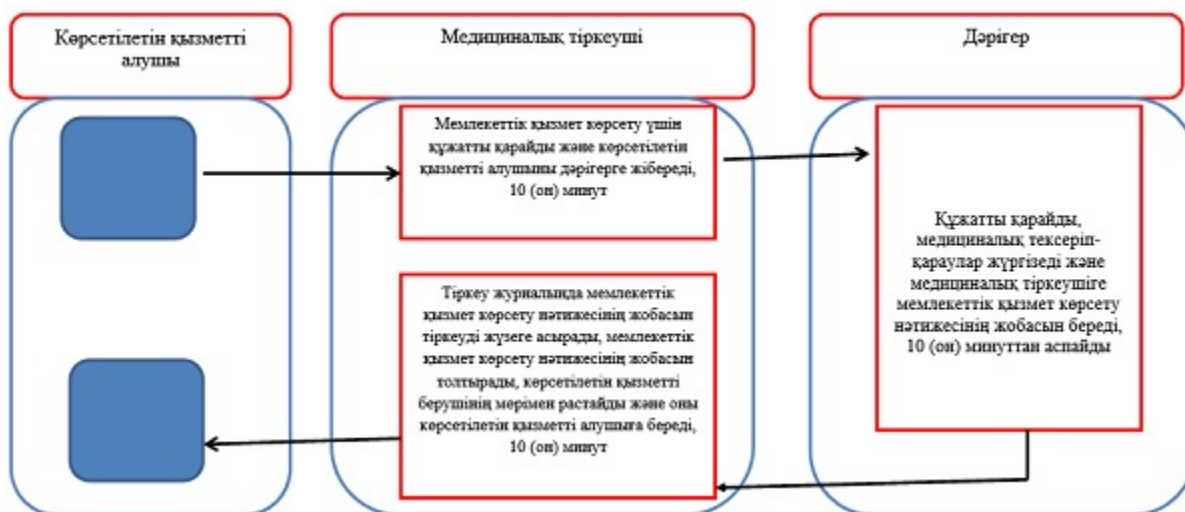 Көрсетілетін қызметті
алушы
Медициналық тіркеуші
Дәрігер
Мемлекеттік қызмет көрсету үшін
құжатты қарайды және көрсетілетін
қызметті алушыны дәрігерге жібереді,
10 (он) минут
Құжатты қарайды,
медициналық тексеріп-
қараулар жүргізеді және
медициналық тіркеушіге
мемлекеттік қызмет көрсету
нәтижесінің жобасын береді,
10 (он) минуттан аспайды
Тіркеу журналында мемлекеттік
қызмет көрсету нәтижесінің жобасын
тіркеуді жүзеге асырады, мемлекеттік
қызмет көрсету нәтижесінің жобасын
толтырады, көрсетілетін қызметті
берушінің мөрімен растайды және оны
көрсетілетін қызметті алушыға береді,
10 (он) минут